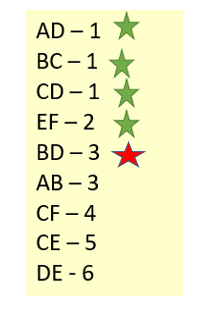 AD – 1
BC – 1
CD – 1
EF – 2
BD – 3
AB – 3
CF – 4
CE – 5
DE - 6